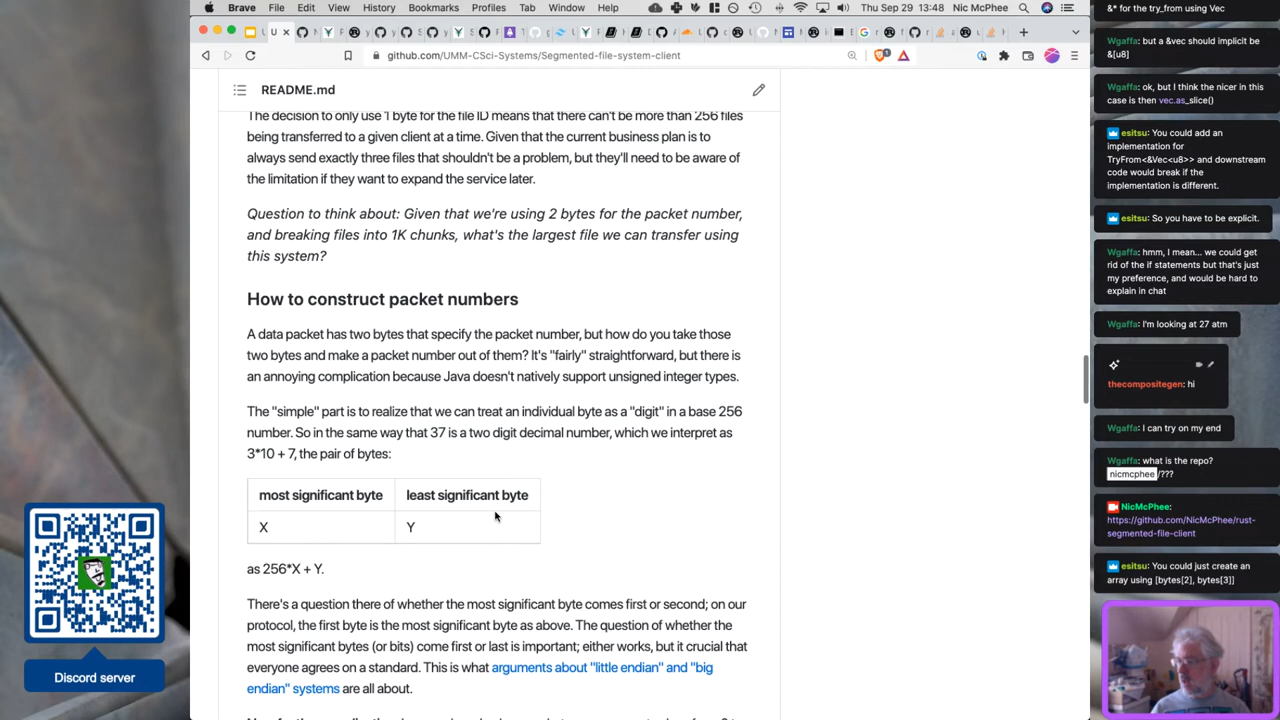 Brave File Edit View History Bookmarks Profiles Tab Window Help
Thu Sep 29 13:48 Nic McPhee
github.com/UMM-CSci-Systems/Segmented-file-system-client
README.md
The decision to only use 1 byte for the file ID means that there can't be more than 256 files
being transferred to a given client at a time. Given that the current business plan is to
always send exactly three files that shouldn't be a problem, but they'll need to be aware of
the limitation if they want to expand the service later.
Question to think about: Given that we're using 2 bytes for the packet number,
and breaking files into 1K chunks, what's the largest file we can transfer using
this system?
How to construct packet numbers
A data packet has two bytes that specify the packet number, but how do you take those
two bytes and make a packet number out of them? It's "fairly" straightforward, but there is
an annoying complication because Java doesn't natively support unsigned integer types.
The "simple" part is to realize that we can treat an individual byte as a "digit" in a base 256
number. So in the same way that 37 is a two digit decimal number, which we interpret as
3*10 + 7, the pair of bytes:
most significant byte least significant byte
X Y
as 256*X + Y.
There's a question there of whether the most significant byte comes first or second; on our
protocol, the first byte is the most significant byte as above. The question of whether the
most significant bytes (or bits) come first or last is important; either works, but it crucial that
everyone agrees on a standard. This is what arguments about "little endian" and "big
endian" systems are all about.
&* for the try_from using Vec
Wgaffa: but a &vec should implicit be
&[u8]
Wgaffa: ok, but I think the nicer in this
case is then vec.as_slice()
esitsu: You could add an
implementation for
TryFrom<&Vec<u8>> and downstream
code would break if the
implementation is different.
esitsu: So you have to be explicit.
Wgaffa: hmm, I mean... we could get
rid of the if statements but that's just
my preference, and would be hard to
explain in chat
Wgaffa: I'm looking at 27 atm
thecompositegen: hi
Wgaffa: I can try on my end
Wgaffa: what is the repo?
nicmcphee/???
NicMcPhee:
https://github.com/NicMcPhee/rust-
segmented-file-client
esitsu: You could just create an
array using [bytes[2], bytes[3]]
Discord server